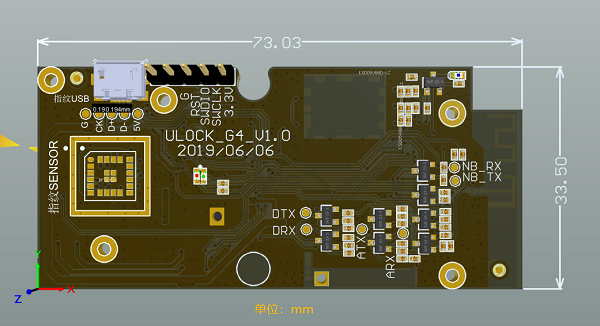 73.03
指纹USB
0.190.194mm
G
CK
D+
D-
5V
G
RST
SWDIO
SWCLK
3.3V
ULOCK_G4_V1.0
2019/06/06
指纹SENSOR
NB_RX
NB_TX
33.50
DTX
DRX
ATX
ARX
Y
X
Z
单位：mm